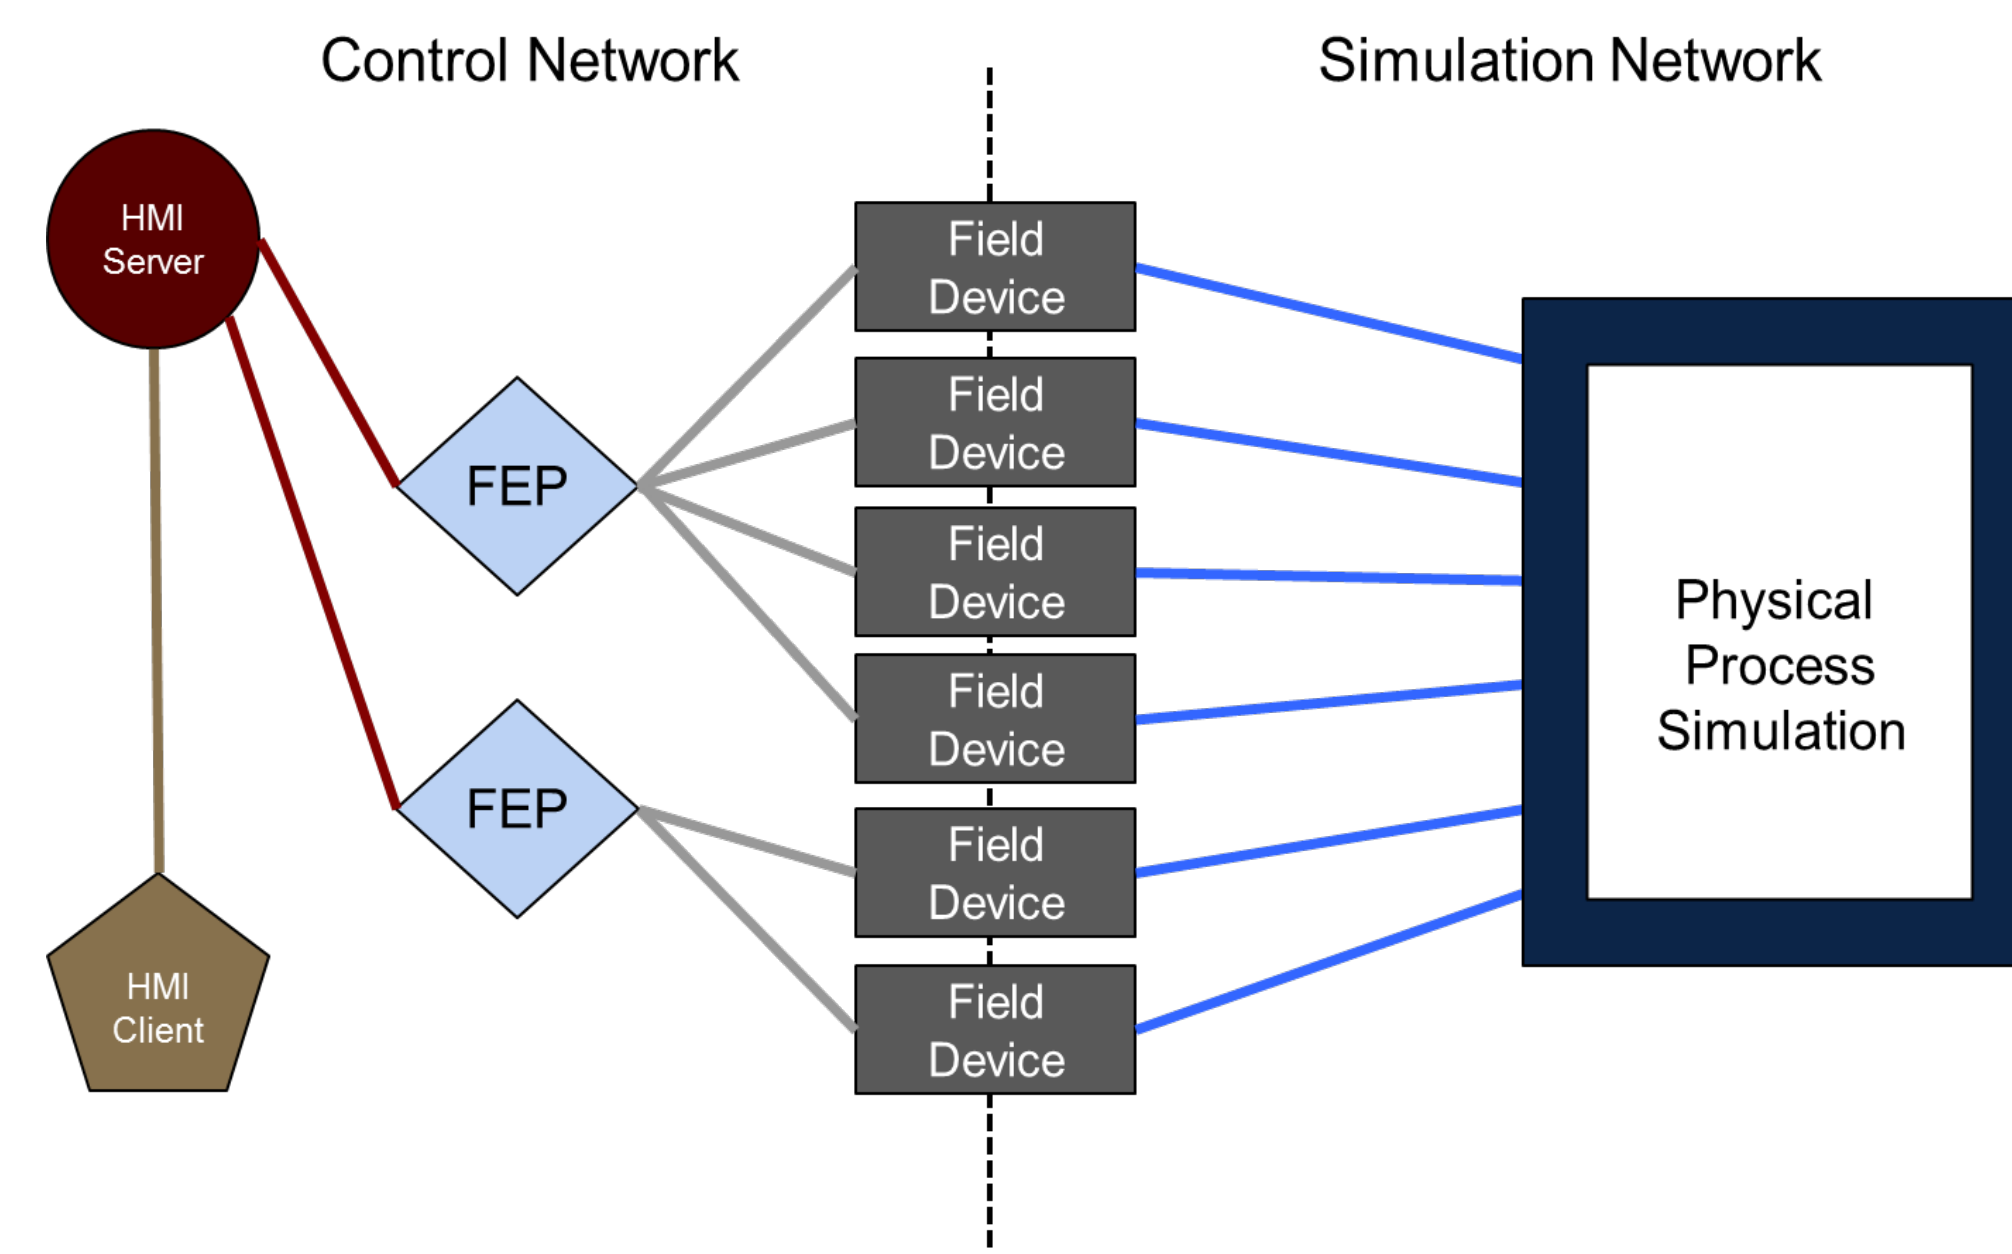 Control Network
Simulation Network
HMI
Server
FEP
FEP
HMI
Client
Field
Device
Field
Device
Field
Device
Field
Device
Field
Device
Field
Device
Physical
Process
Simulation